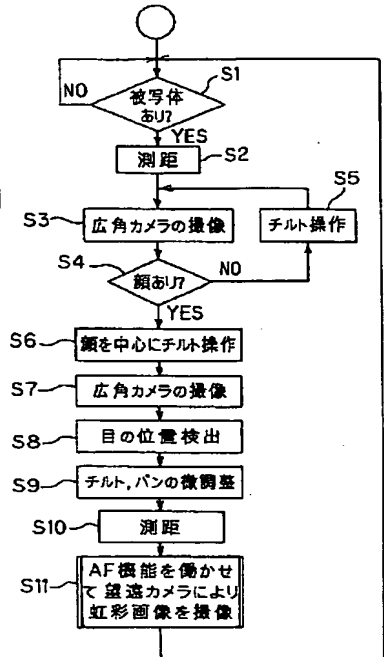 S1
NO
被写体
あり?
YES
測距
S2
S5
S3
広角カメラの撮像
チルト操作
S4
顔あり?
NO
YES
S6
顔を中心にチルト操作
S7
広角カメラの撮像
S8
目の位置検出
S9
チルト,パンの微調整
S10
測距
S11
AF機能を働かせ
て望遠カメラにより
虹彩画像を撮像